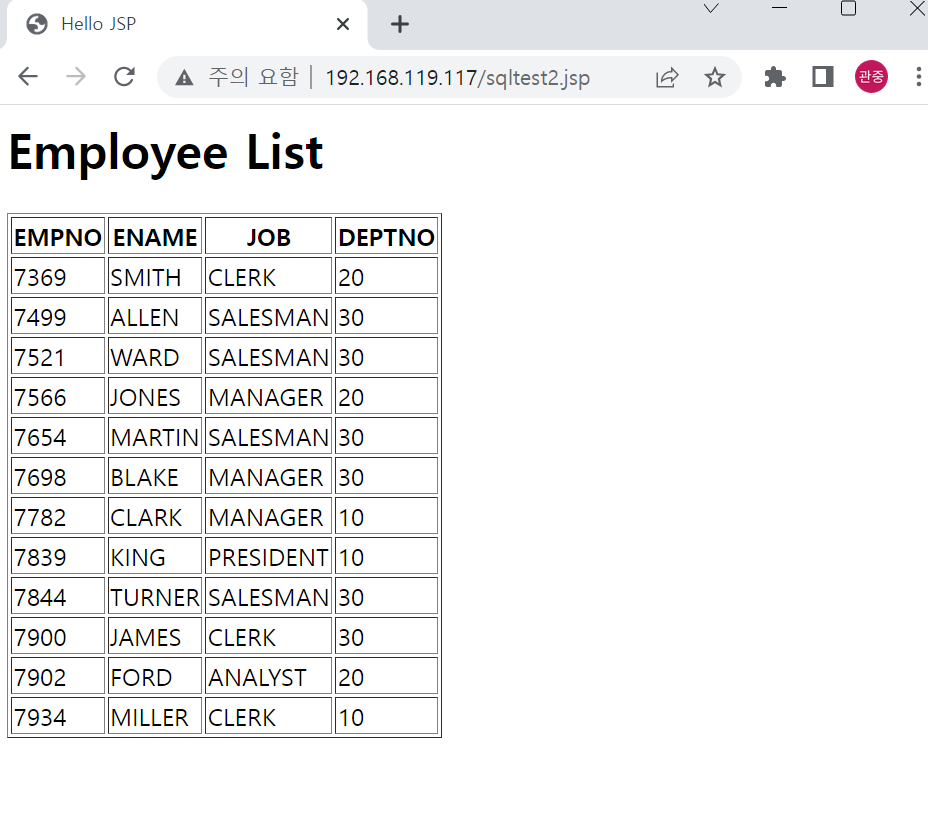 Hello JSP
주의 요함 | 192.168.119.117/sqltest2.jsp 관중
Employee List
EMPNO ENAME JOB DEPTNO
7369 SMITH CLERK 20
7499 ALLEN SALESMAN 30
7521 WARD SALESMAN 30
7566 JONES MANAGER 20
7654 MARTIN SALESMAN 30
7698 BLAKE MANAGER 30
7782 CLARK MANAGER 10
7839 KING PRESIDENT 10
7844 TURNER SALESMAN 30
7900 JAMES CLERK 30
7902 FORD ANALYST 20
7934 MILLER CLERK 10